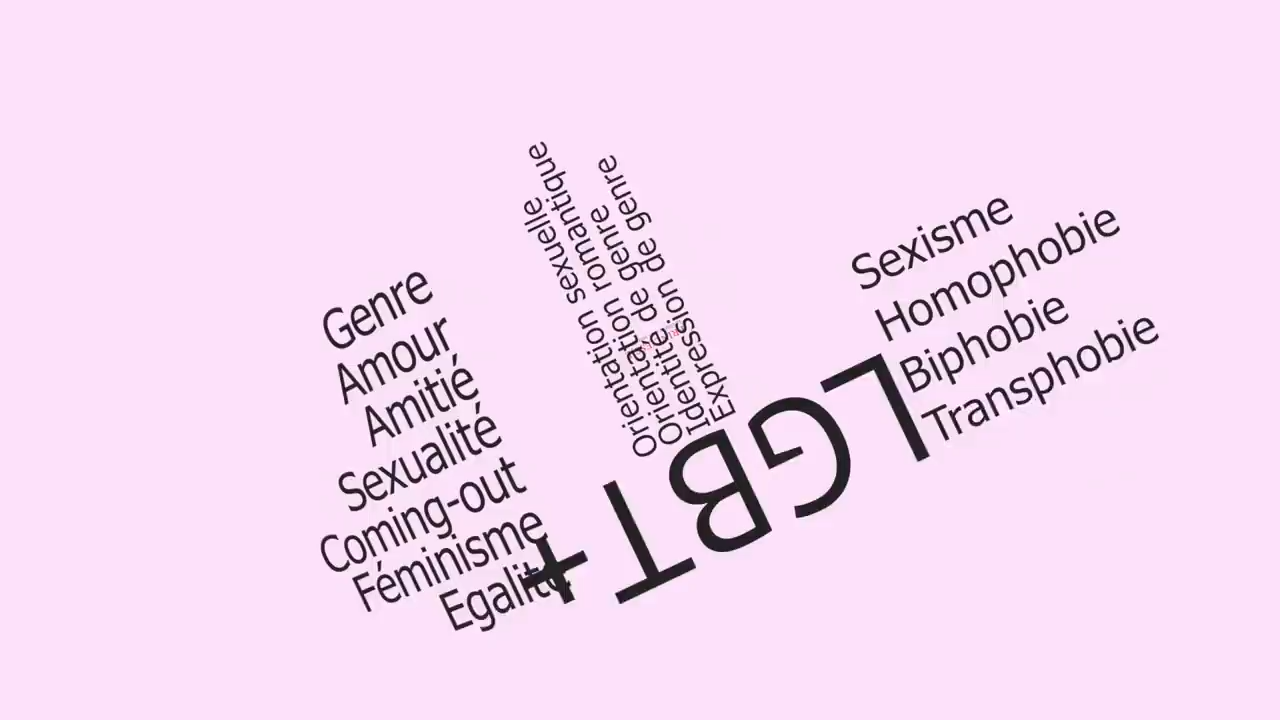 Genre
Amour
Amitié
Sexualité
Coming-out
Féminisme
Egalité
Orientation sexuelle
Orientation romantique
Identité de genre
Expression de genre
LGBT+
Sexisme
Homophobie
Biphobie
Transphobie